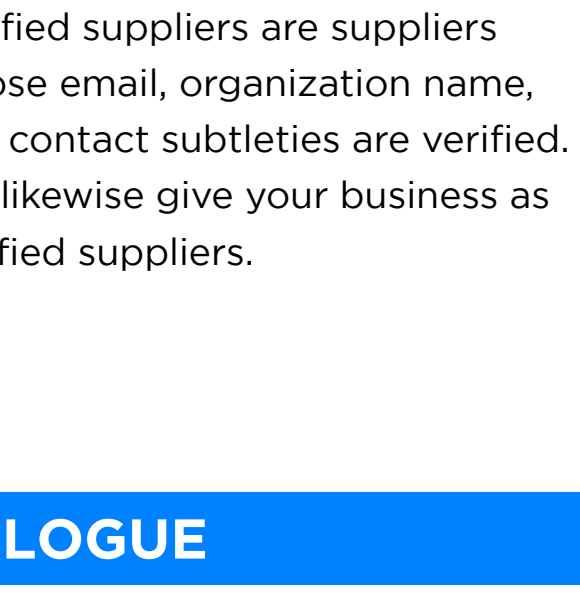 fied suppliers are suppliers
ose email, organization name,
contact subtleties are verified.
likewise give your business as
fied suppliers.
LOGUE